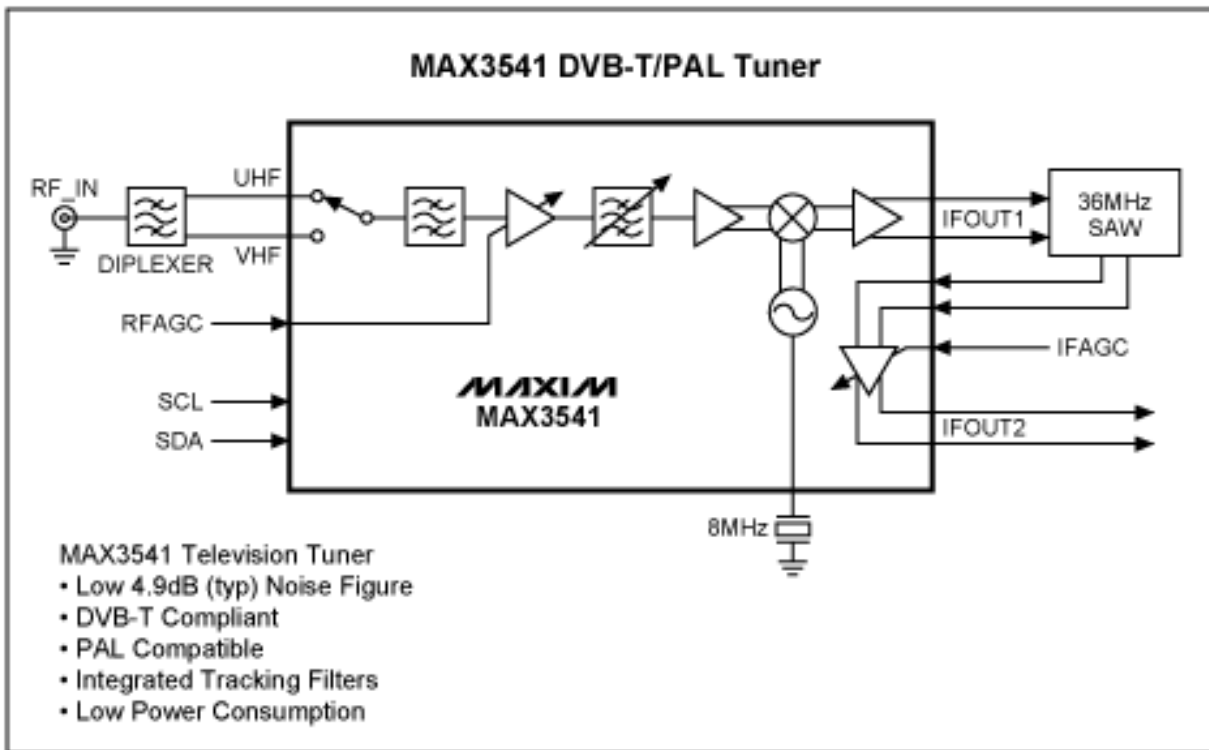 MAX3541 DVB-T/PAL Tuner
RF_IN
UHF
VHF
DIPLEXER
IFOUT1
36MHz
SAW
RFAGC
IFAGC
MAXIM
MAX3541
SCL
SDA
IFOUT2
8MHz
MAX3541 Television Tuner
• Low 4.9dB (typ) Noise Figure
• DVB-T Compliant
• PAL Compatible
• Integrated Tracking Filters
• Low Power Consumption